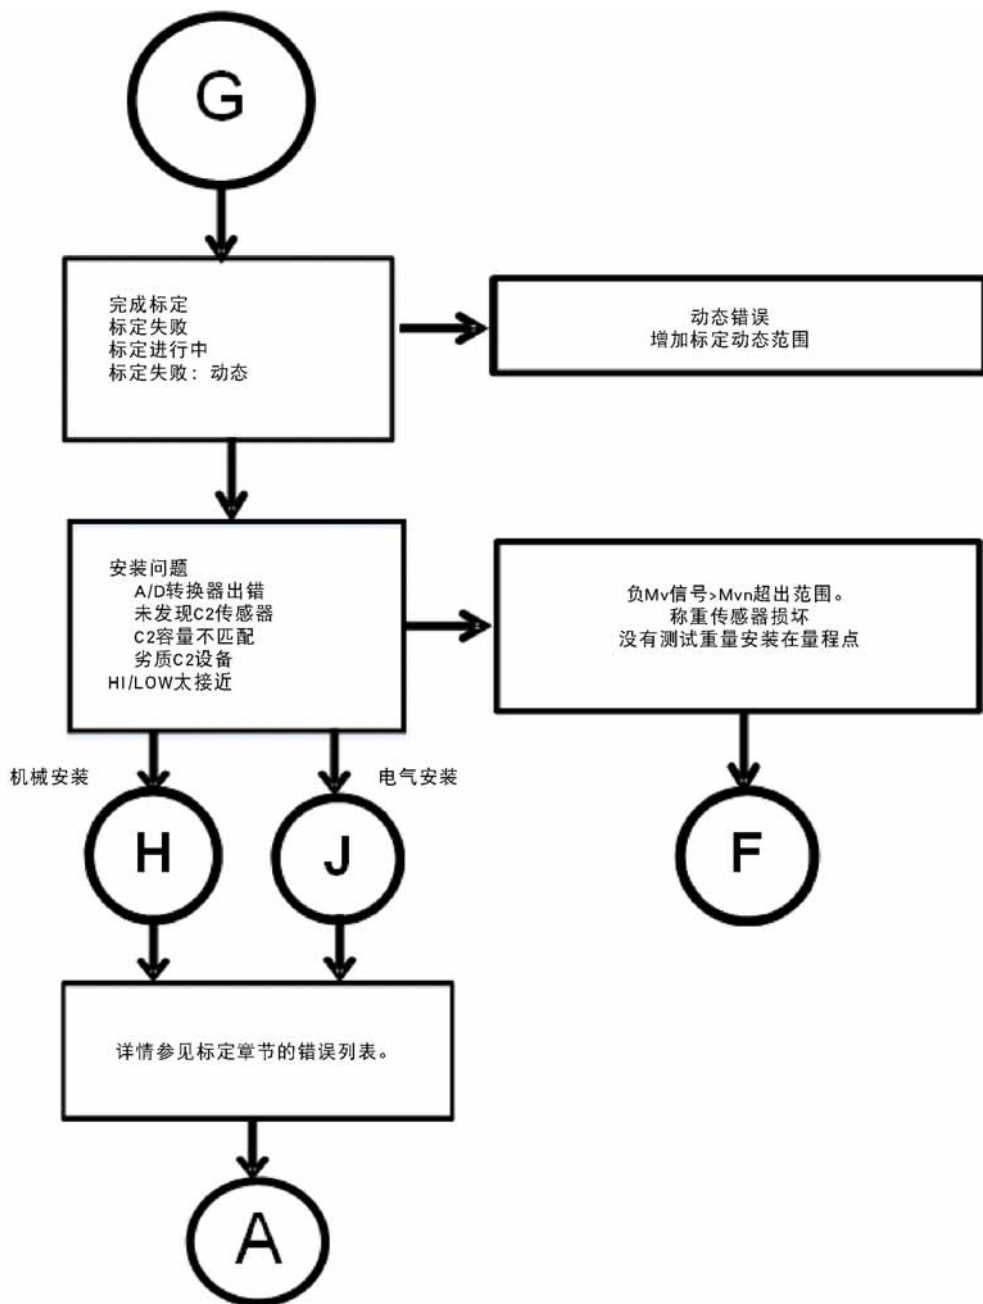 G
完成标定
标定失败
标定进行中
标定失败：动态
动态错误
增加标定动态范围
安装问题
A/D转换器出错
未发现C2传感器
C2容量不匹配
劣质C2设备
HI/LOW太接近
负Mv信号>Mvn超出范围。
称重传感器损坏
没有测试重量安装在量程点
机械安装
电气安装
H
J
F
详情参见标定章节的错误列表。
A